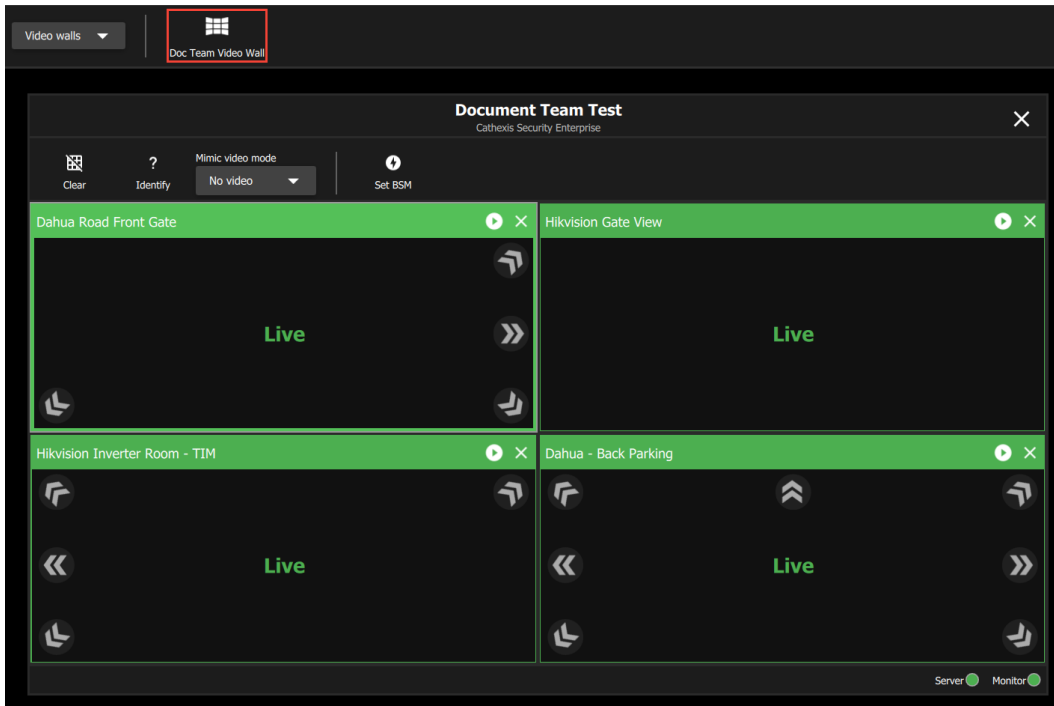 Video walls
Doc Team Video Wall
Document Team Test
Cathexis Security Enterprise
Clear
? Identify
Mimic video mode
No video
Set BSM
Dahua Road Front Gate
Hikvision Gate View
Live
Live
Hikvision Inverter Room - TIM
Dahua - Back Parking
Live
Live
Server
Monitor